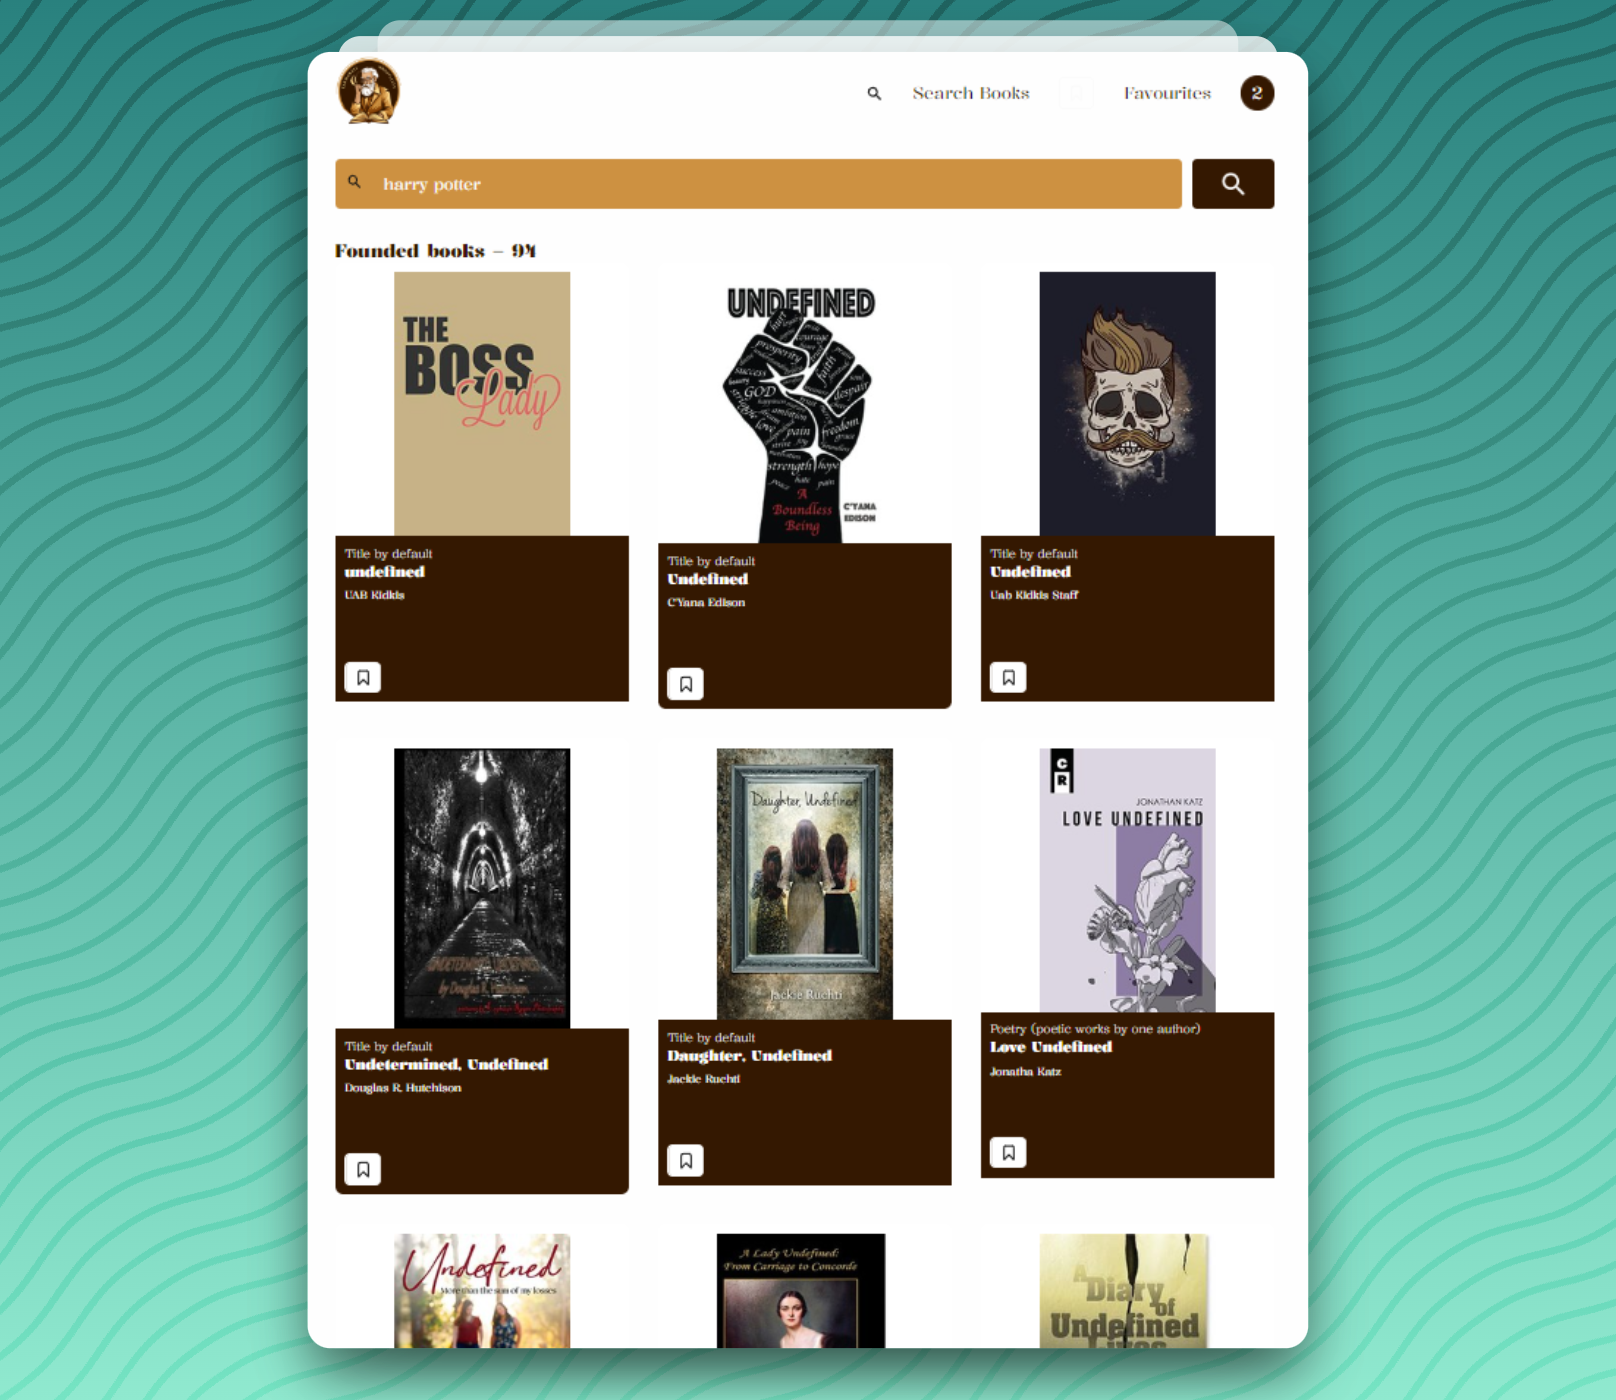 Search Books
Favourites
2
harry potter
Founded books - 94
THE
BOSS
Lady
Title by default
undefined
UAB Kidkis
UNDEFINED
hurt
courage
prosperity
faith
success
GOD
despair
ambition
love
pain
freedom
grace
strength
hope
hate
peace
pain
A
Boundless
Being
C'YANA
EDISON
Title by default
Undefined
C'Yana Edison
Title by default
Undefined
Uab Kidkis Staff
by Douglas R. Hutchison
Title by default
Undetermined, Undefined
Douglas R. Hutchison
Daughter, Undefined
Jackie Ruchti
Title by default
Daughter, Undefined
Jackie Ruchti
C
R
JONATHAN KATZ
LOVE UNDEFINED
Poetry (poetic works by one author)
Love Undefined
Jonatha Katz
Undefined
More than the sum of my losses
A Lady Undefined:
From Carriage to Concorde
A
Diary
of
Undefined
Lives